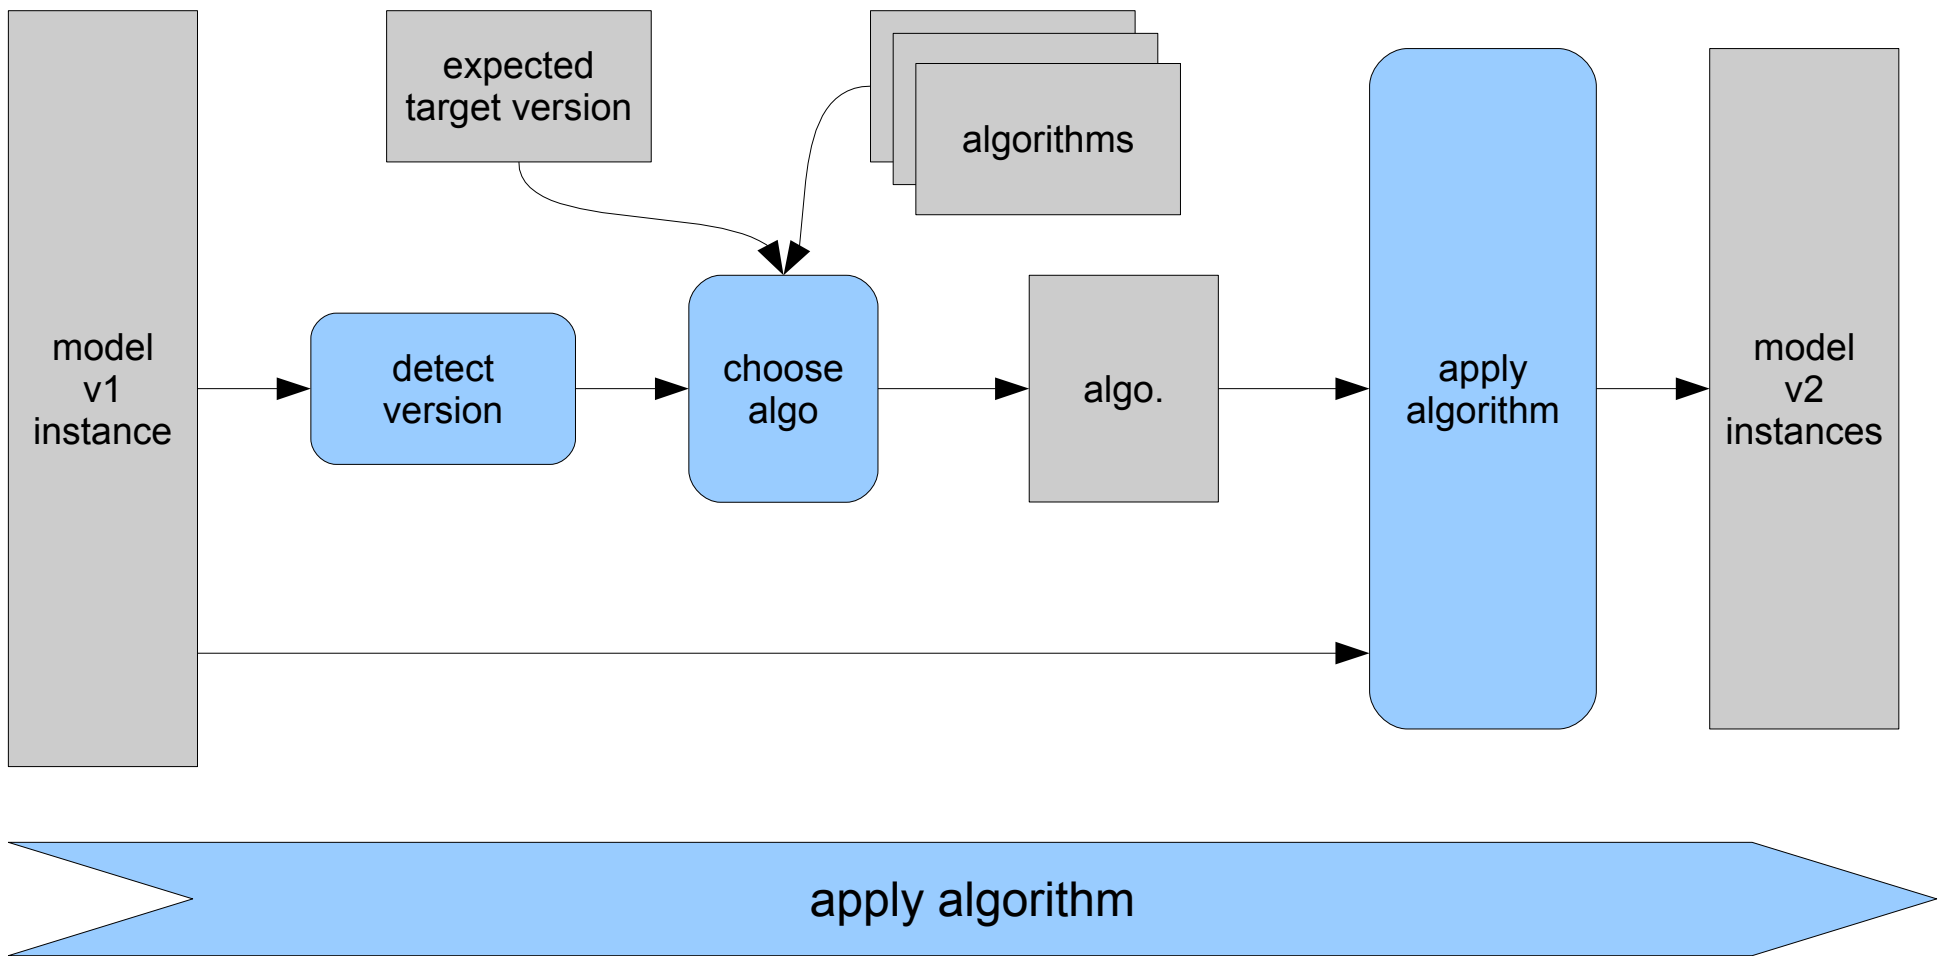 expected
target version
algorithms
model
v1
instance
detect
version
choose
algo
algo.
apply
algorithm
model
v2
instances
apply algorithm